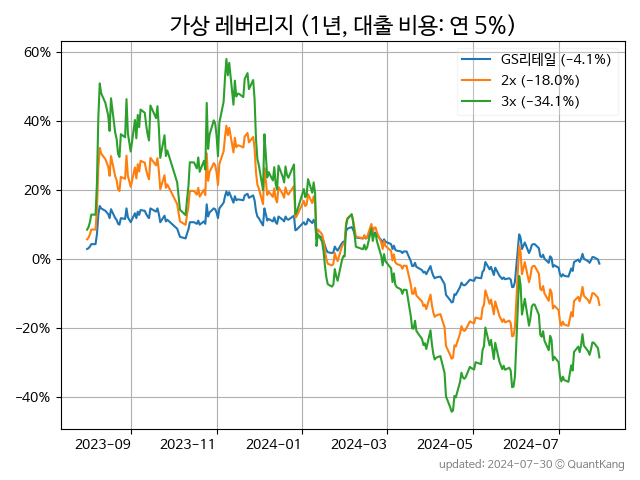 가상 레버리지 (1년, 대출 비용: 연 5%)
GS리테일 (−4.1%)
2x (−18.0%)
3x (−34.1%)
60%
40%
20%
0%
−20%
−40%
2023-09 2023-11 2024-01 2024-03 2024-05 2024-07
updated: 2024-07-30 © QuantKang